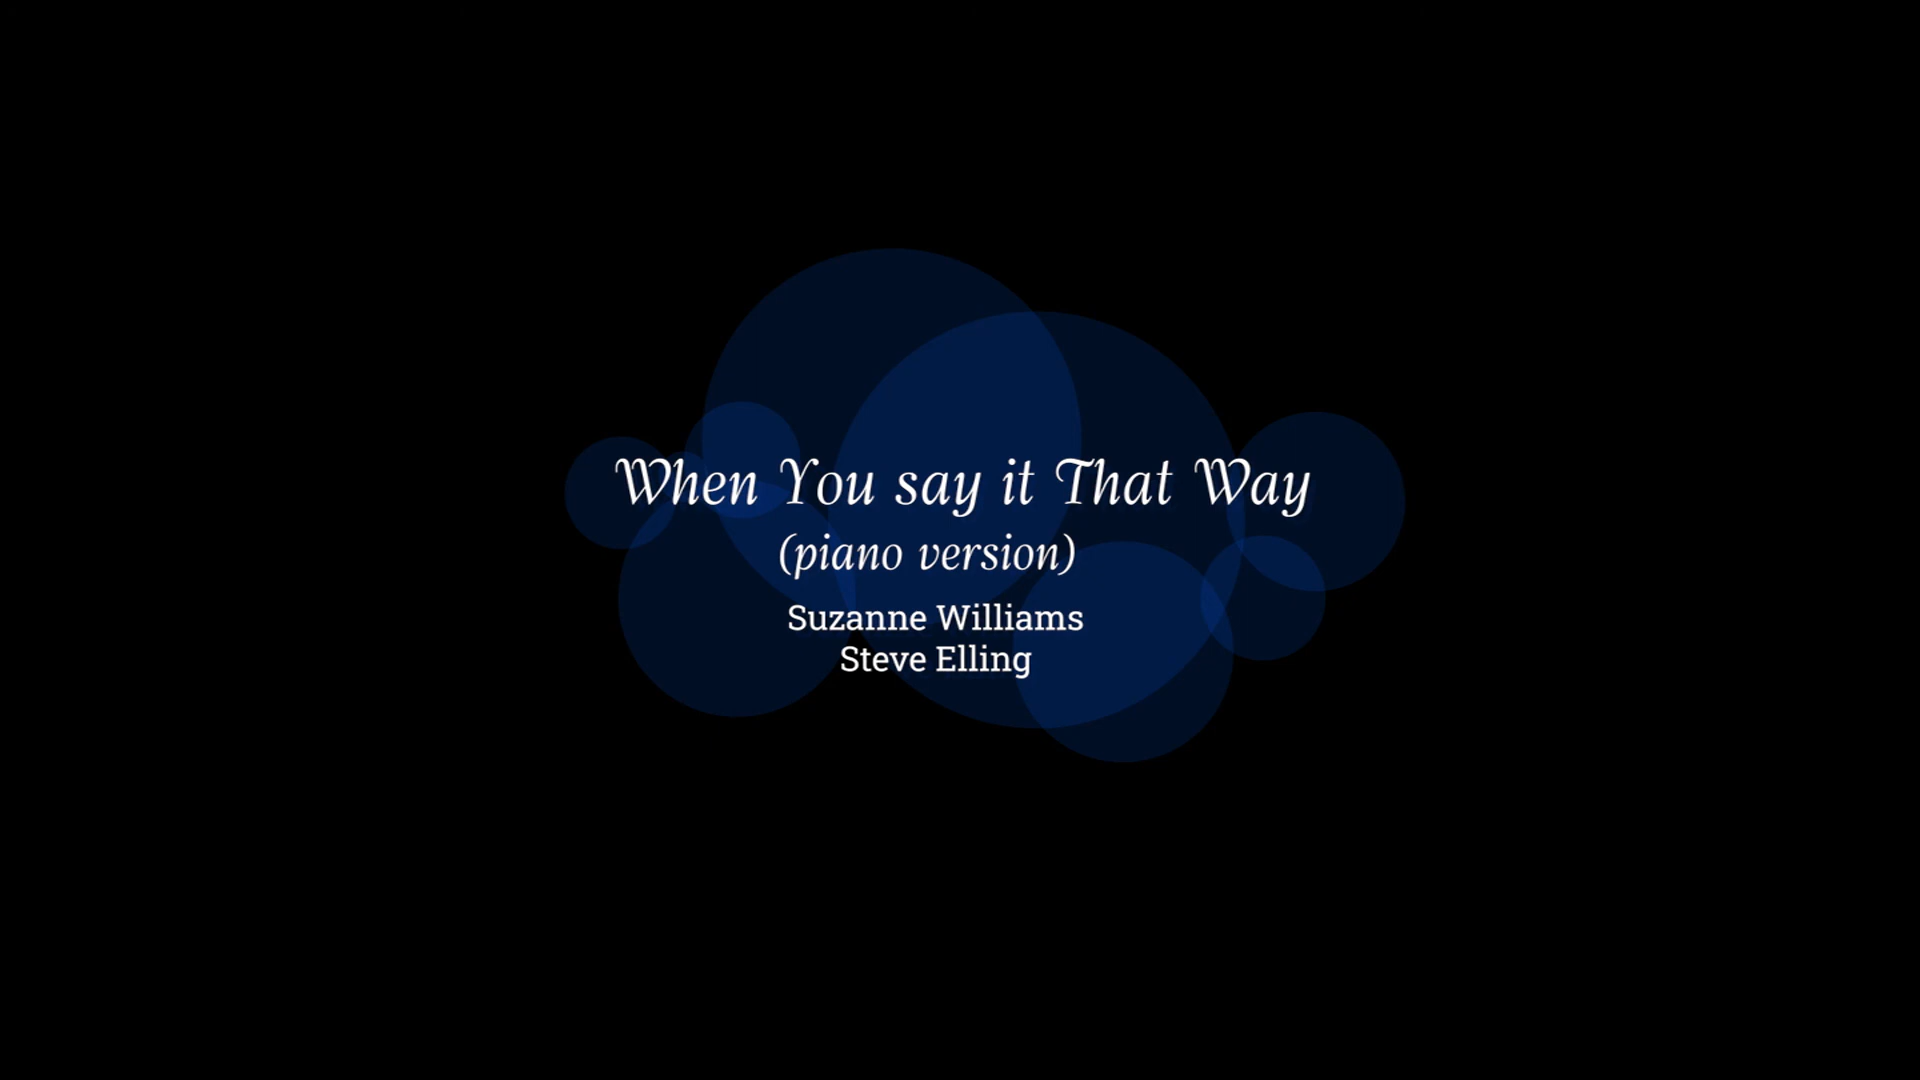 When You say it That Way
(piano version)
Suzanne Williams
Steve Elling